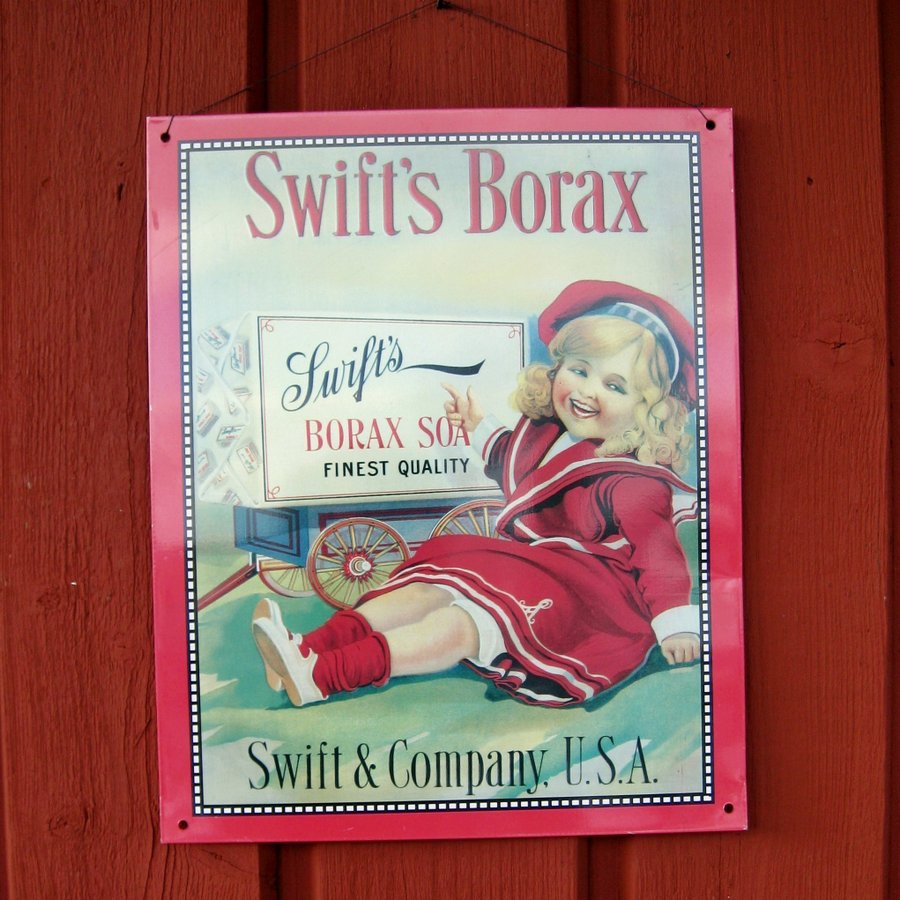 Swift's Borax
Swift's
BORAX SOA
FINEST QUALITY
Swift & Company, U.S.A.